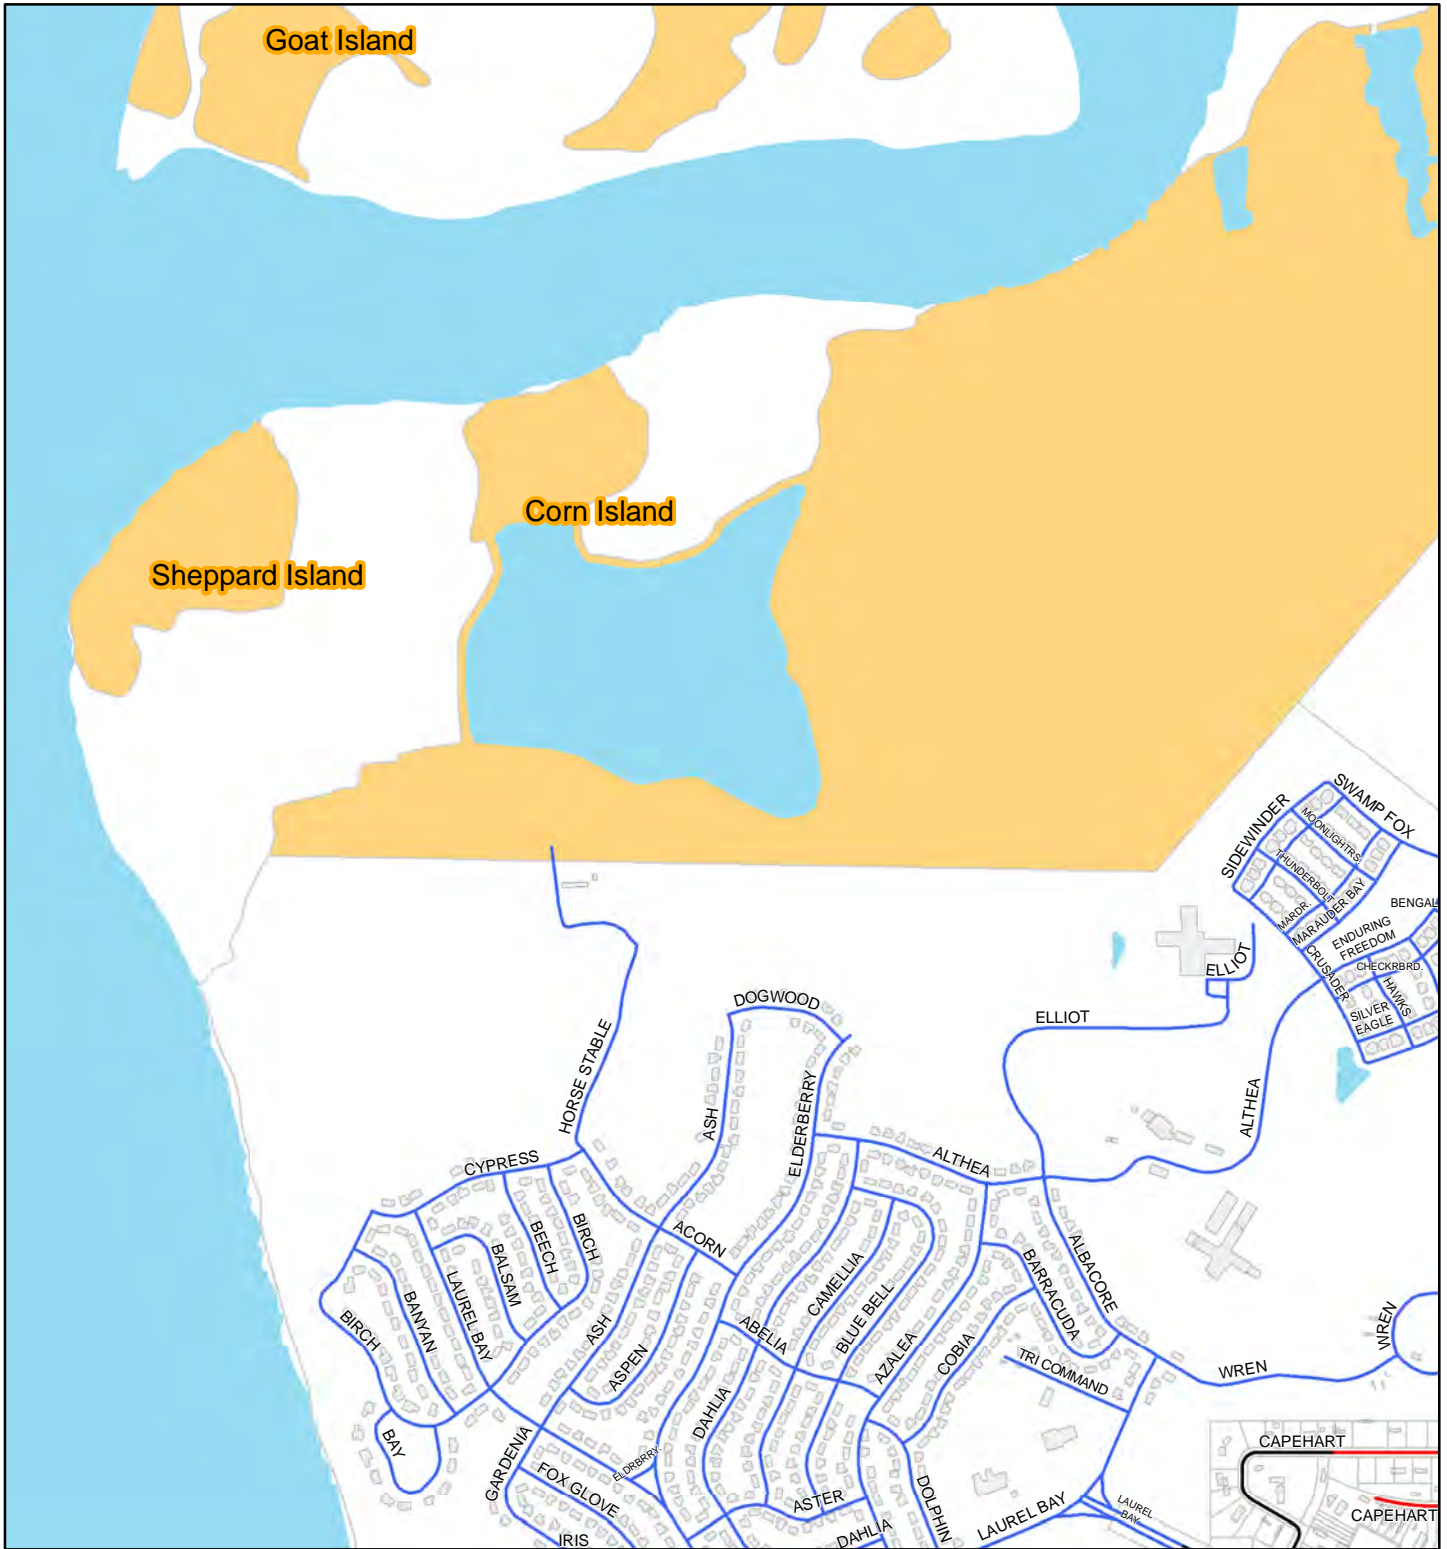 Goat Island
Corn Island
Sheppard Island
SWAMP FOX
SIDEWINDER
MOONLIGHTRS.
THUNDERBOLT
MARDR.
MARAUDER BAY
BENGAL
ENDURING
FREEDOM
CRUSADER
CHECKRBRD.
HAWKS
SILVER
EAGLE
ELLIOT
ELLIOT
DOGWOOD
HORSE STABLE
ASH
ELDERBERRY
ALTHEA
ALTHEA
CYPRESS
ACORN
BIRCH
BEECH
BALSAM
LAUREL BAY
BANYAN
BIRCH
BAY
ASH
ASPEN
ABELIA
CAMELLIA
BLUE BELL
AZALEA
COBIA
BARRACUDA
ALBACORE
TRI COMMAND
WREN
WREN
DAHLIA
GARDENIA
FOX GLOVE
ELDRBRRY.
IRIS
ASTER
DAHLIA
DOLPHIN
LAUREL BAY
LAUREL
BAY
CAPEHART
CAPEHART